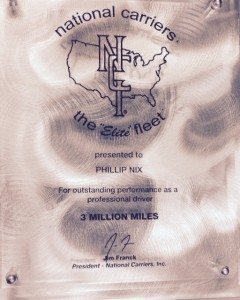 national carriers®
NCI
the "Elite" fleet
presented to
PHILLIP NIX
For outstanding performance as a
professional driver
3 MILLION MILES
J. F
Jim Franck
President - National Carriers, Inc.